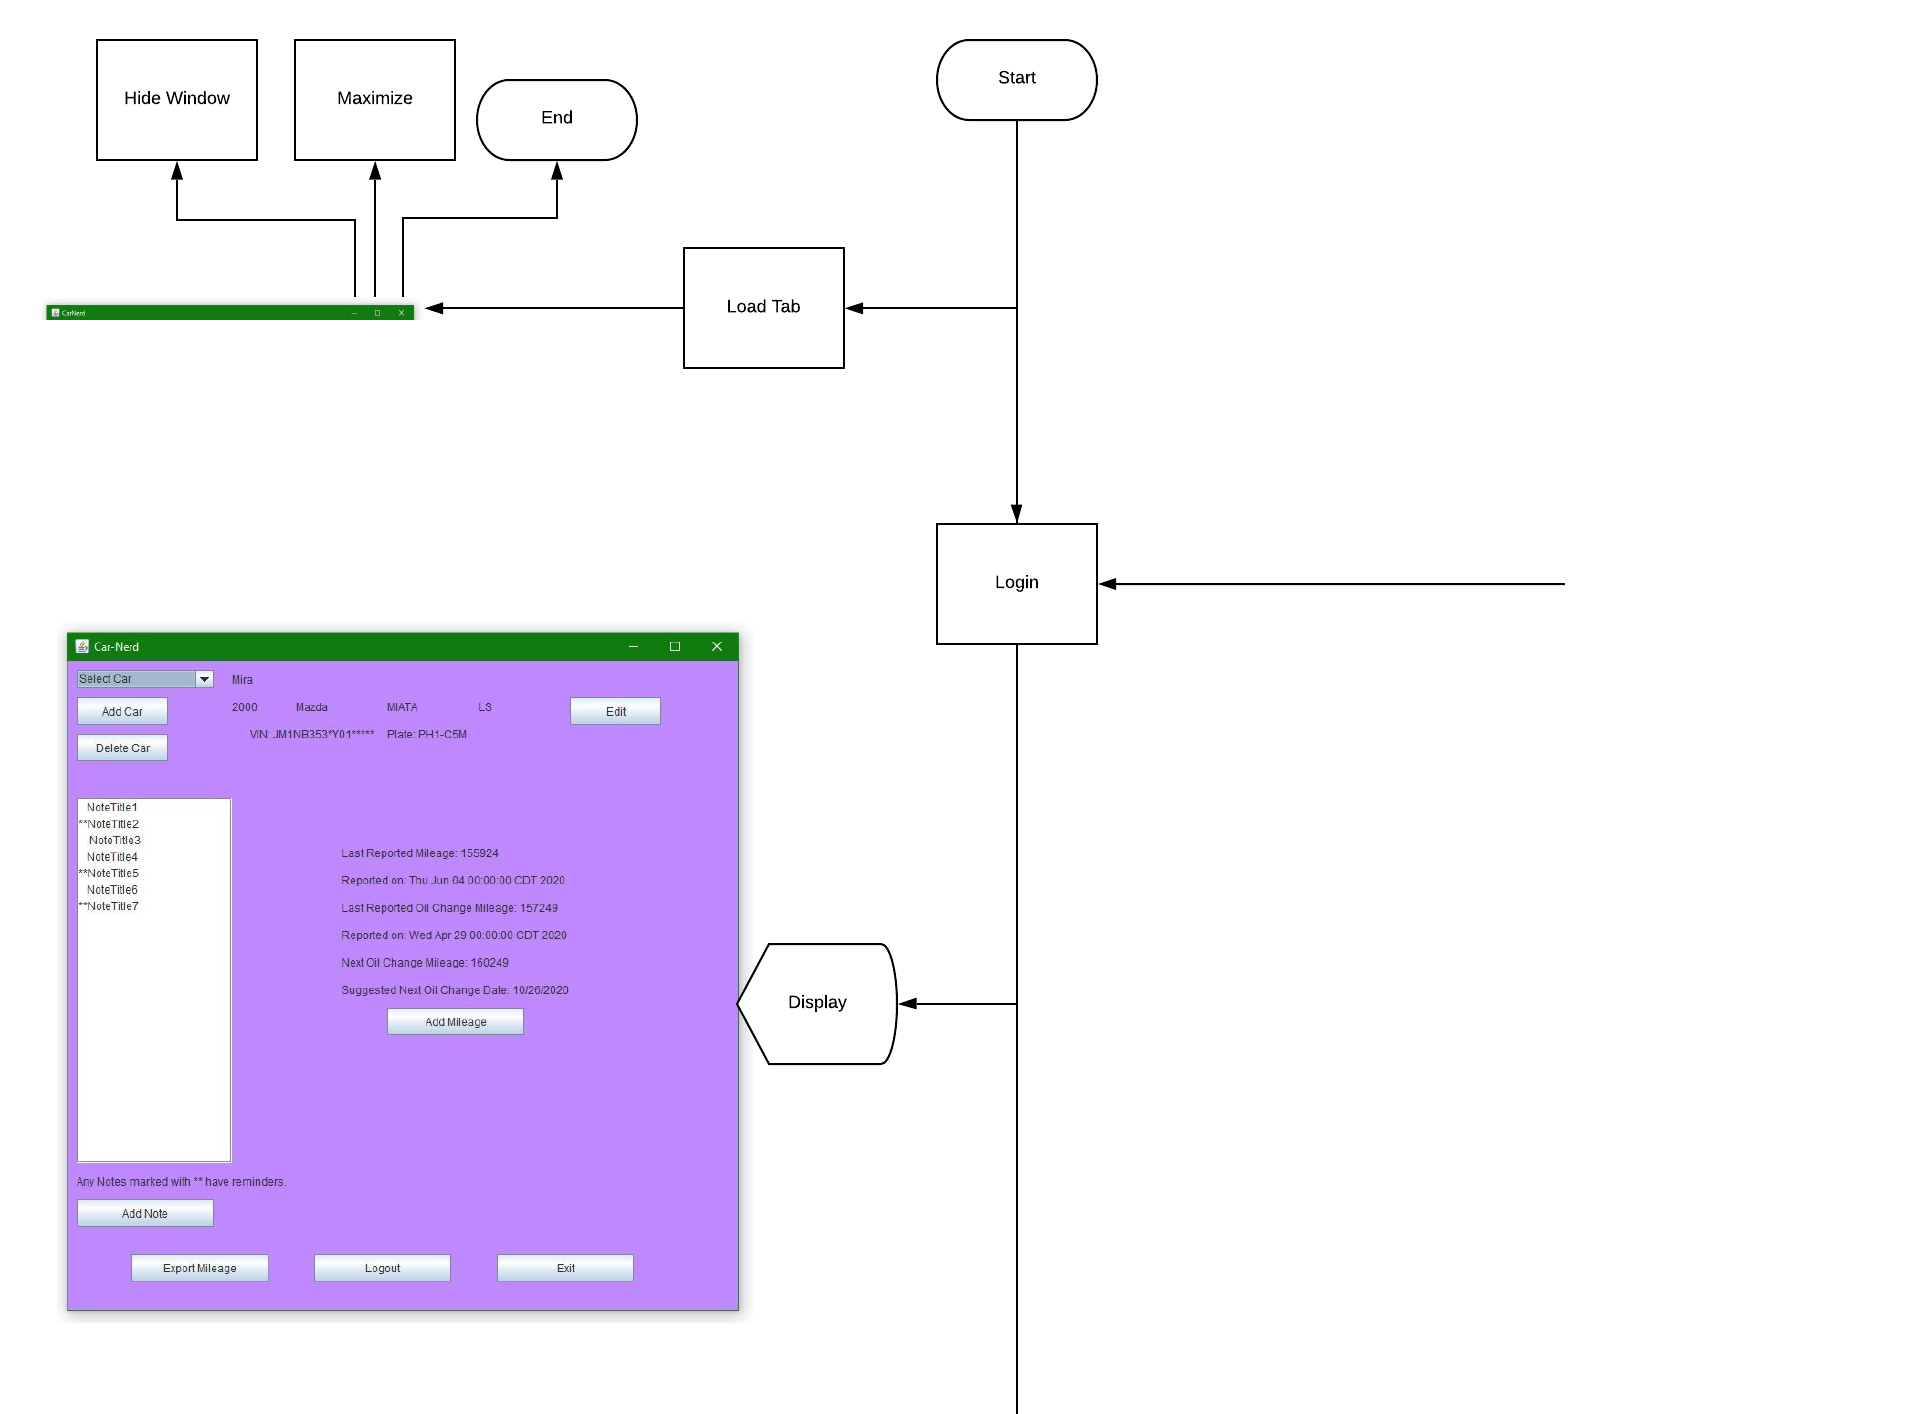 Hide Window
Maximize
End
Start
Load Tab
CarNerd
Login
Car-Nerd
Select Car
Mira
Add Car
2000 Mazda MIATA LS
Edit
Delete Car
VIN: JM1NB353*Y01***** Plate: PH1-C5M
NoteTitle1
**NoteTitle2
NoteTitle3
NoteTitle4
**NoteTitle5
NoteTitle6
**NoteTitle7
Last Reported Mileage: 155924
Reported on: Thu Jun 04 00:00:00 CDT 2020
Last Reported Oil Change Mileage: 157249
Reported on: Wed Apr 29 00:00:00 CDT 2020
Next Oil Change Mileage: 160249
Suggested Next Oil Change Date: 10/26/2020
Add Mileage
Display
Any Notes marked with ** have reminders.
Add Note
Export Mileage
Logout
Exit